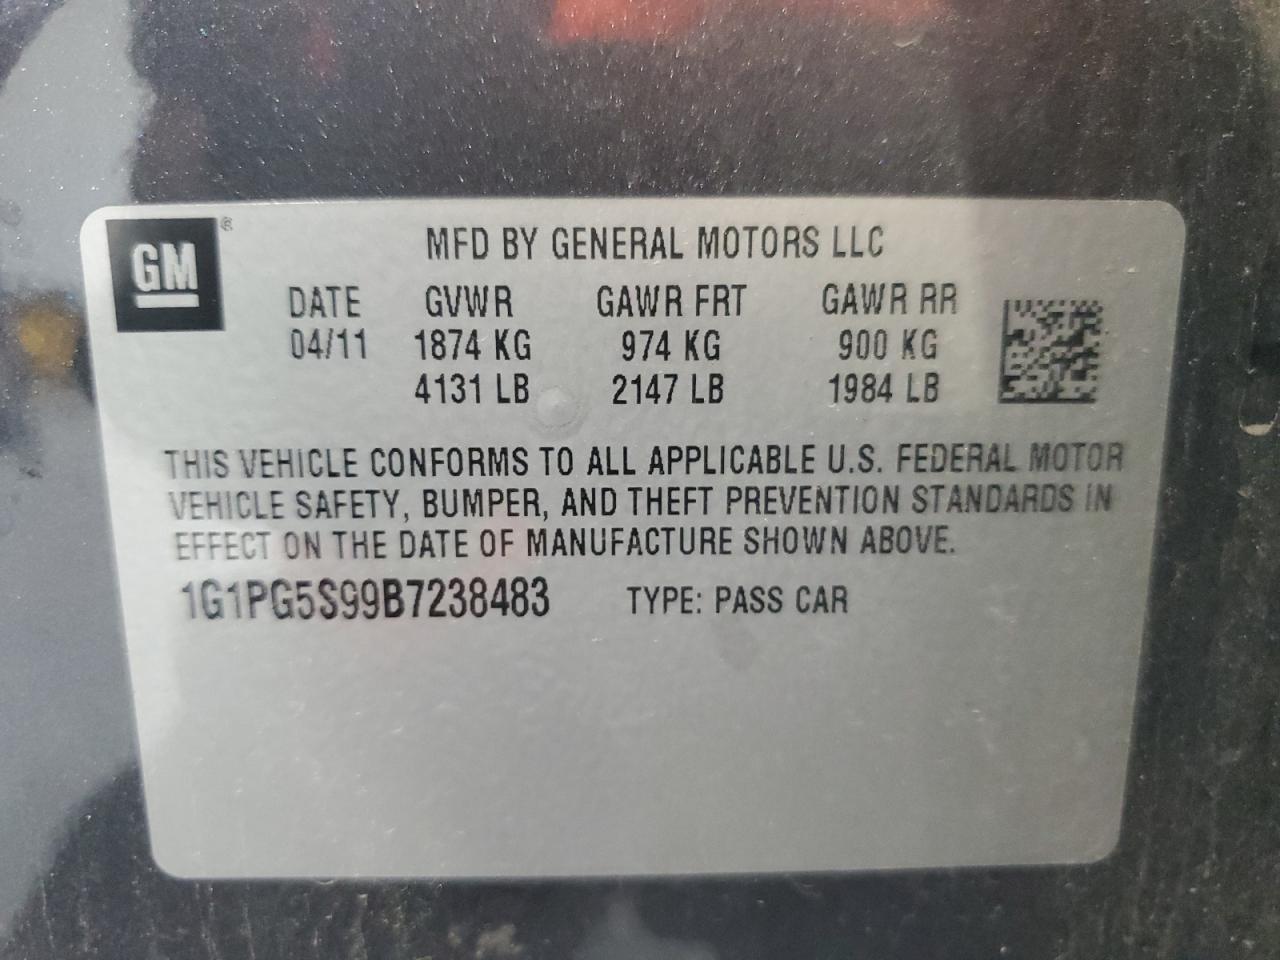 GM ®
MFD BY GENERAL MOTORS LLC
DATE GVWR GAWR FRT GAWR RR
04/11 1874 KG 974 KG 900 KG
4131 LB 2147 LB 1984 LB
THIS VEHICLE CONFORMS TO ALL APPLICABLE U.S. FEDERAL MOTOR
VEHICLE SAFETY, BUMPER, AND THEFT PREVENTION STANDARDS IN
EFFECT ON THE DATE OF MANUFACTURE SHOWN ABOVE.
1G1PG5S99B7238483 TYPE: PASS CAR